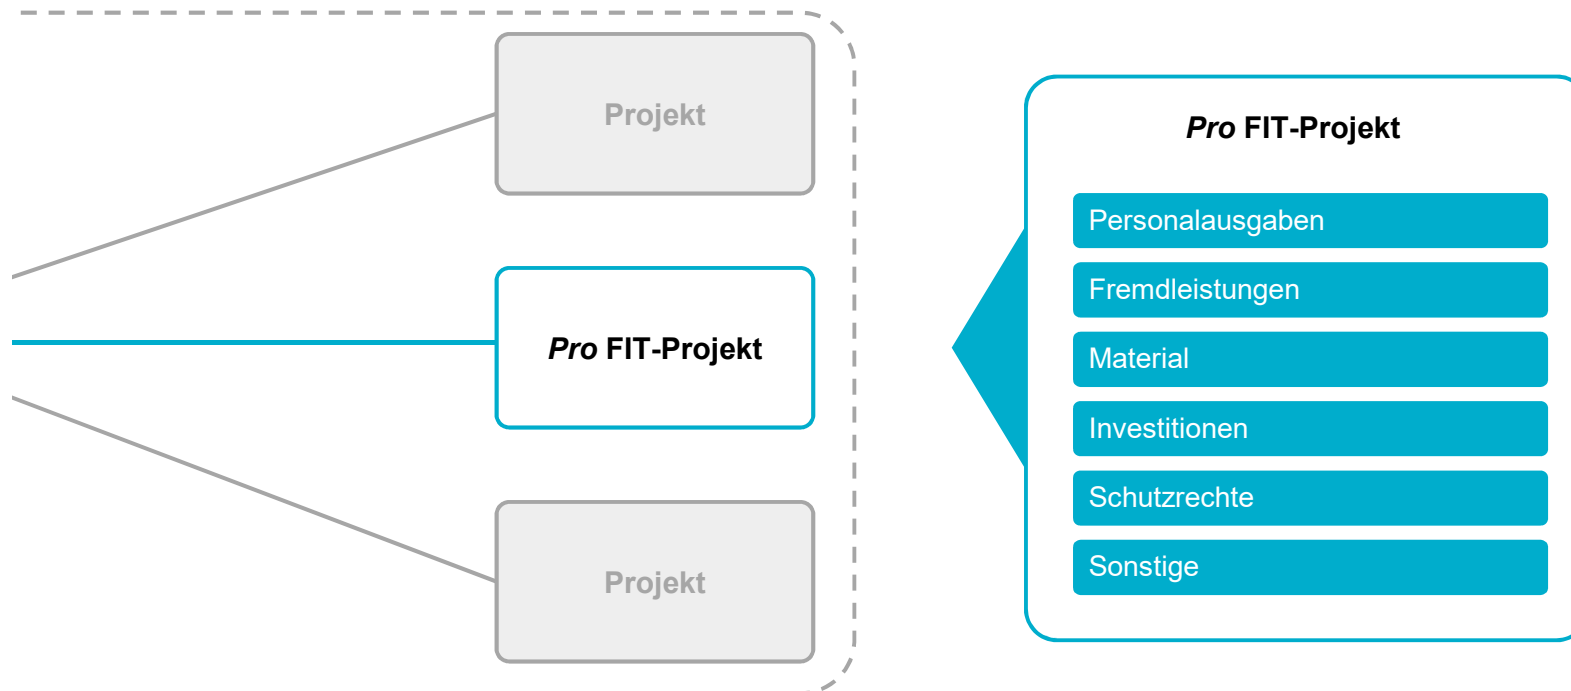 Projekt
Pro FIT-Projekt
Projekt
Pro FIT-Projekt
Personalausgaben
Fremdleistungen
Material
Investitionen
Schutzrechte
Sonstige